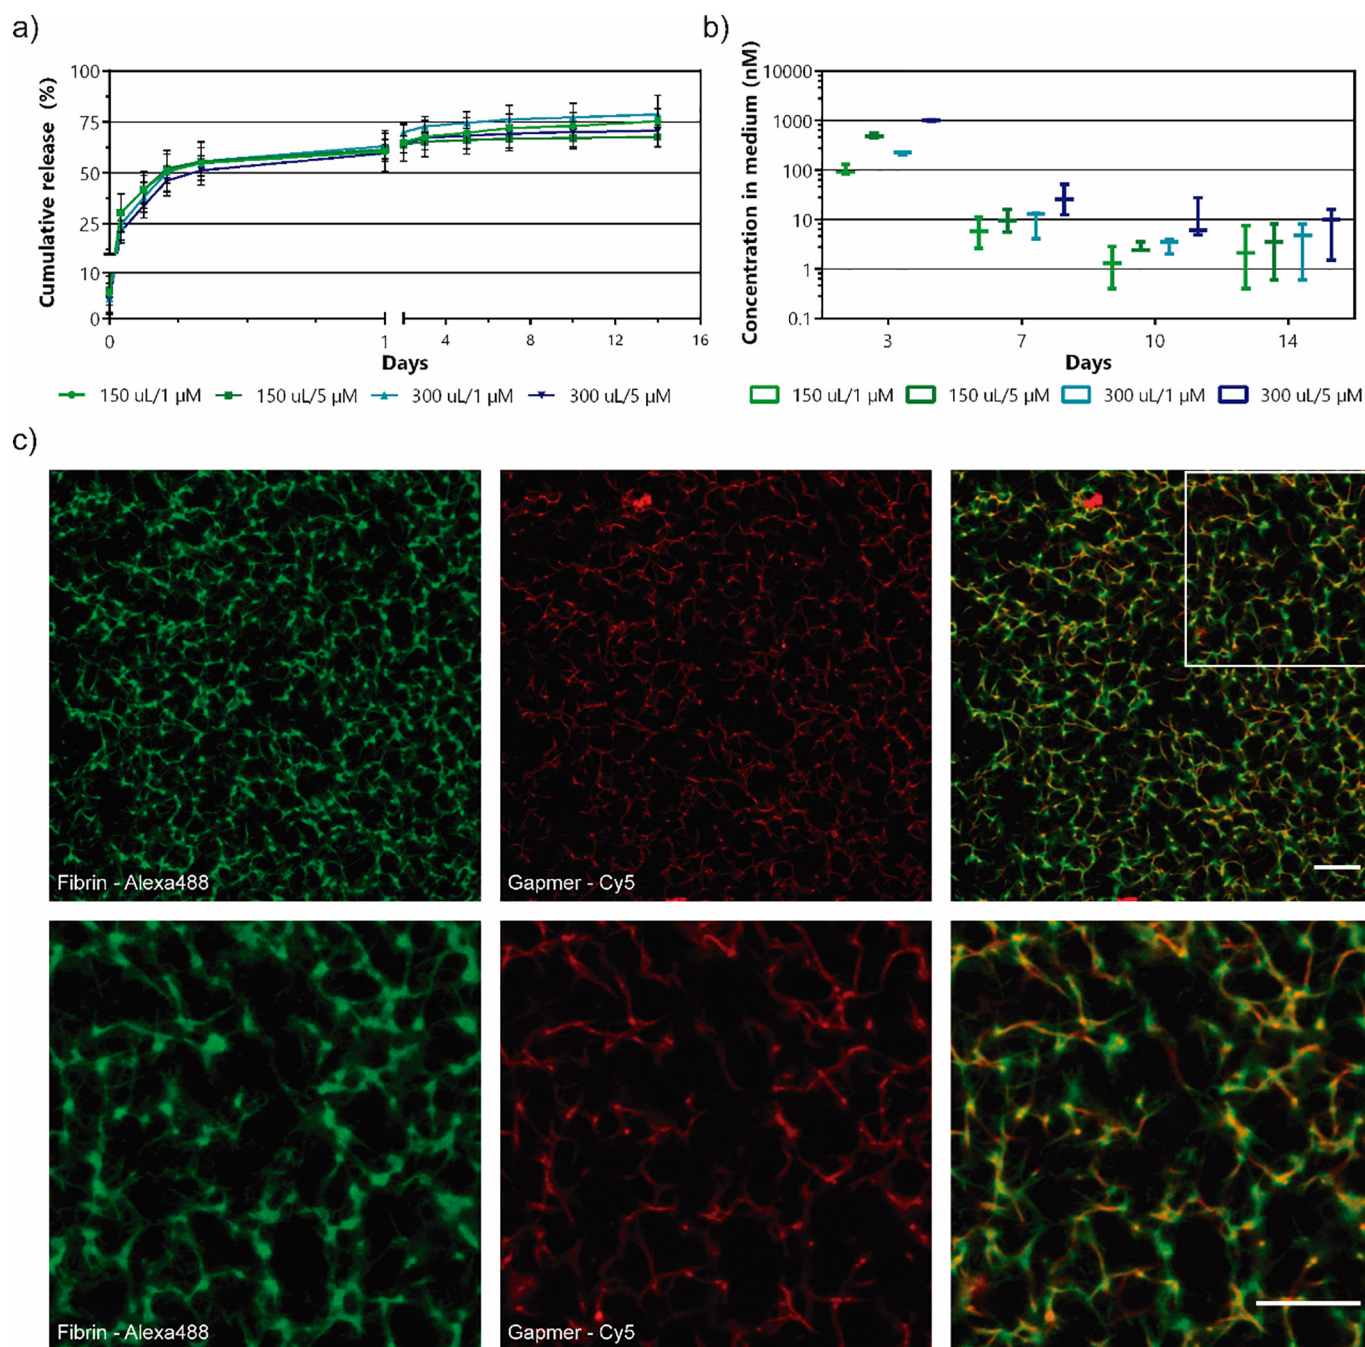 a)
Cumulative release (%)
100
75
50
25
10
0
0 1 4 8 12 16
Days
150 uL/1 µM 150 uL/5 µM 300 uL/1 µM 300 uL/5 µM
b)
Concentration in medium (nM)
10000
1000
100
10
1
0.1
3 7 10 14
Days
150 uL/1 µM 150 uL/5 µM 300 uL/1 µM 300 uL/5 µM
c)
Fibrin - Alexa488
Gapmer - Cy5
Fibrin - Alexa488
Gapmer - Cy5